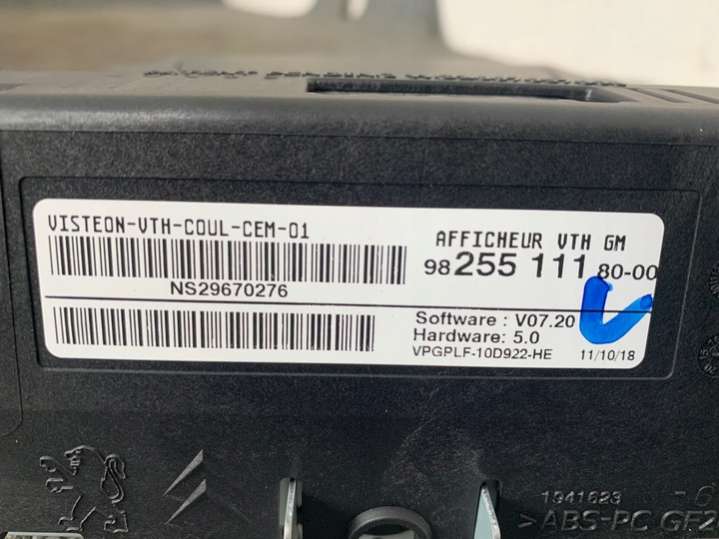 VISTEON-VTH-COUL-CEM-01
AFFICHEUR VTH GM
98 255 111 80-00
NS29670276
Software : V07.20
Hardware: 5.0
VPGPLF-10D922-HE 11/10/18
1941623
>ABS-PC GF2